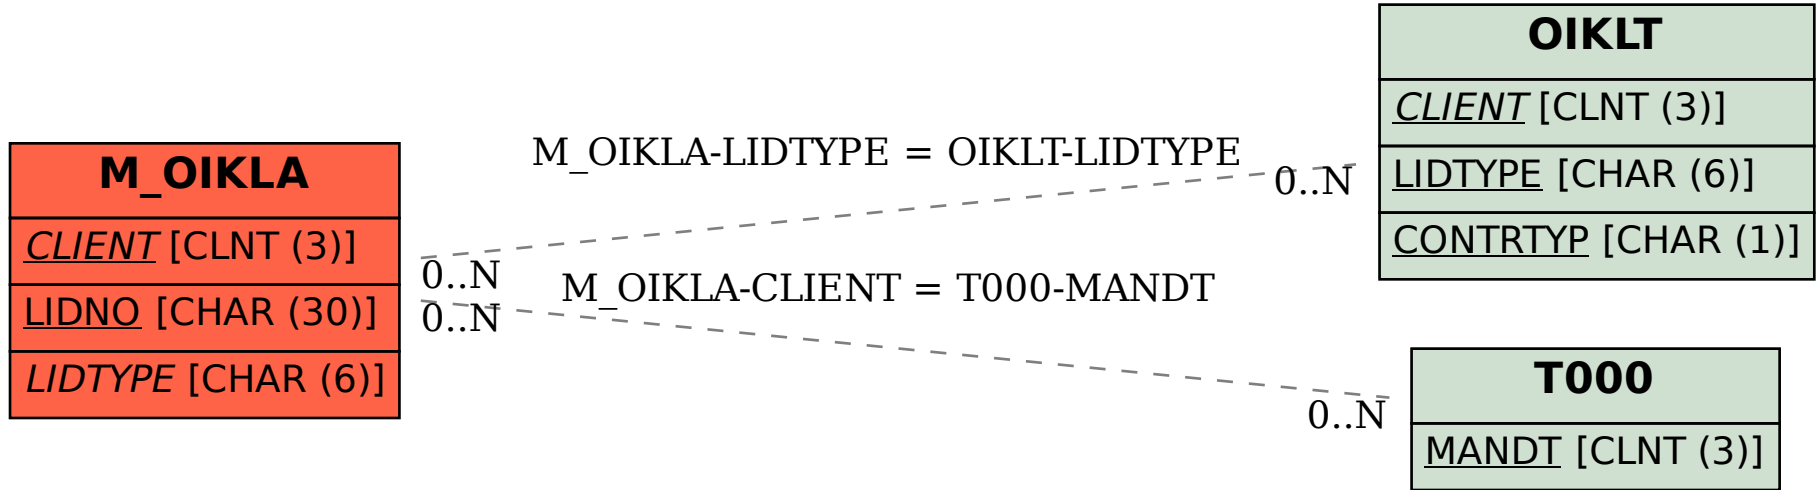 M_OIKLA
CLIENT [CLNT (3)]
LIDNO [CHAR (30)]
LIDTYPE [CHAR (6)]
M_OIKLA-LIDTYPE = OIKLT-LIDTYPE
0..N
0..N
M_OIKLA-CLIENT = T000-MANDT
0..N
0..N
OIKLT
CLIENT [CLNT (3)]
LIDTYPE [CHAR (6)]
CONTRTYP [CHAR (1)]
T000
MANDT [CLNT (3)]